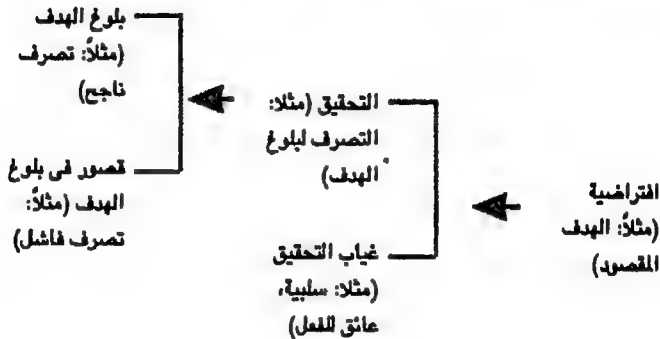 افتراضية
(مثلاً: الهدف
المقصود)
التحقيق (مثلا:
التصرف لبلوغ
الهدف)
غياب التحقيق
(مثلا: سلبية،
عائق للفعل)
بلوغ الهدف
(مثلاً: تصرف
ناجح)
قصور فى بلوغ
الهدف (مثلاً:
تصرف فاشل)